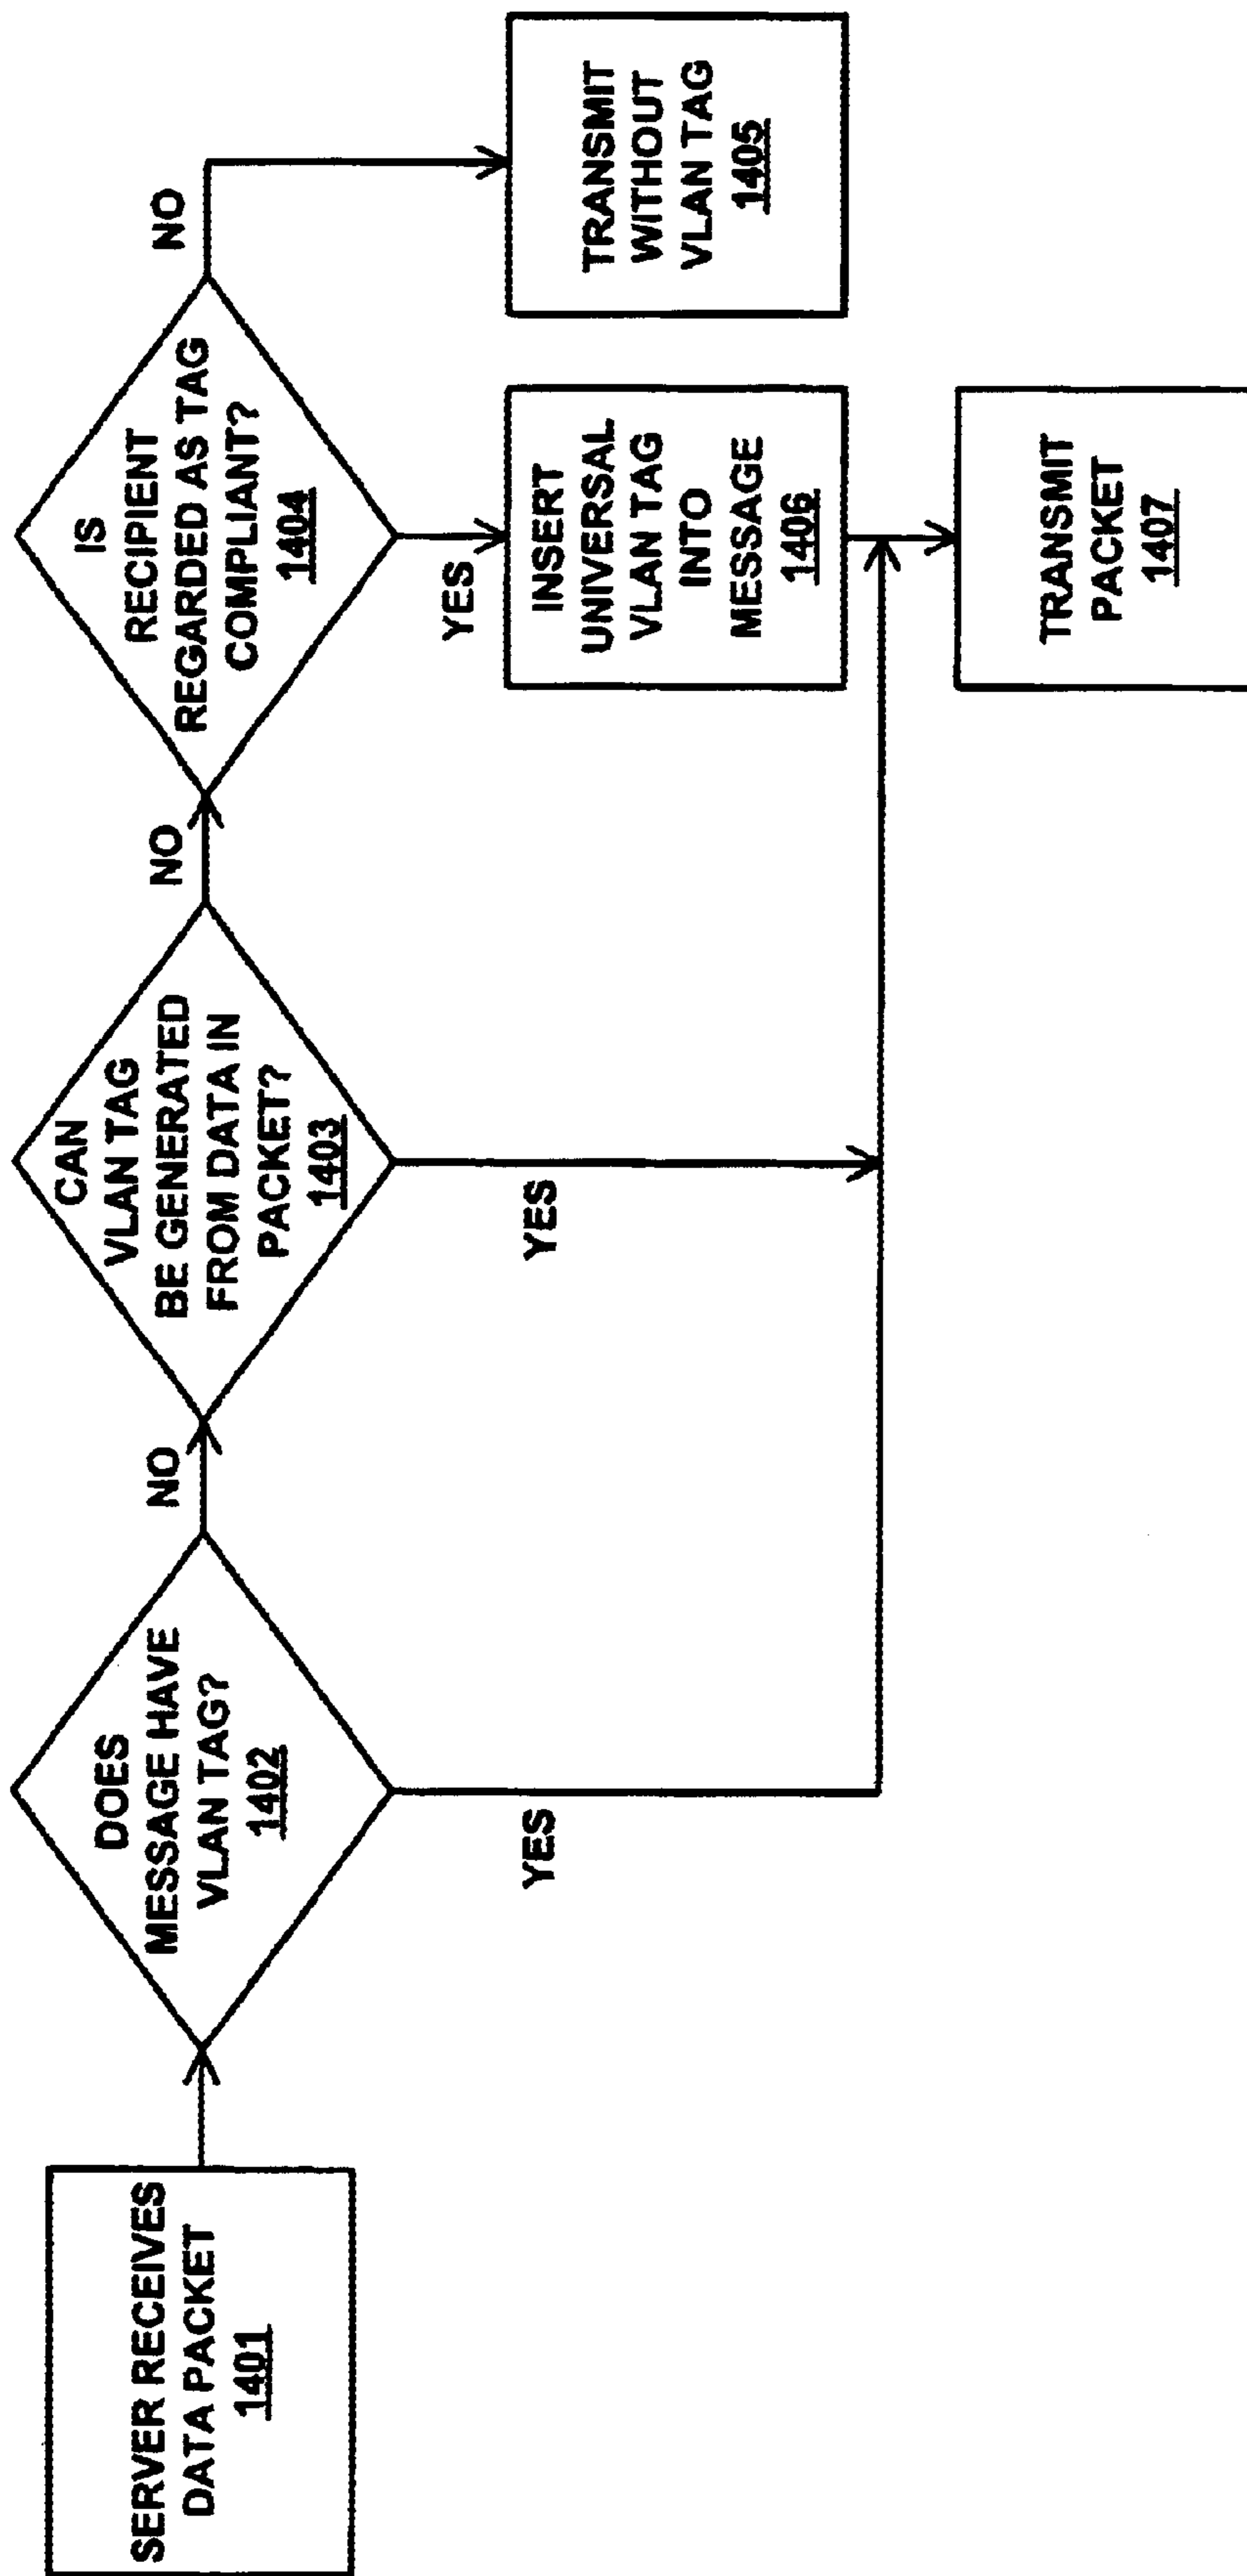 SERVER RECEIVES
DATA PACKET
1401
DOES
MESSAGE HAVE
VLAN TAG?
1402
NO
YES
CAN
VLAN TAG
BE GENERATED
FROM DATA IN
PACKET?
1403
NO
YES
IS
RECIPIENT
REGARDED AS TAG
COMPLIANT?
1404
NO
YES
TRANSMIT
WITHOUT
VLAN TAG
1405
INSERT
UNIVERSAL
VLAN TAG
INTO
MESSAGE
1406
TRANSMIT
PACKET
1407